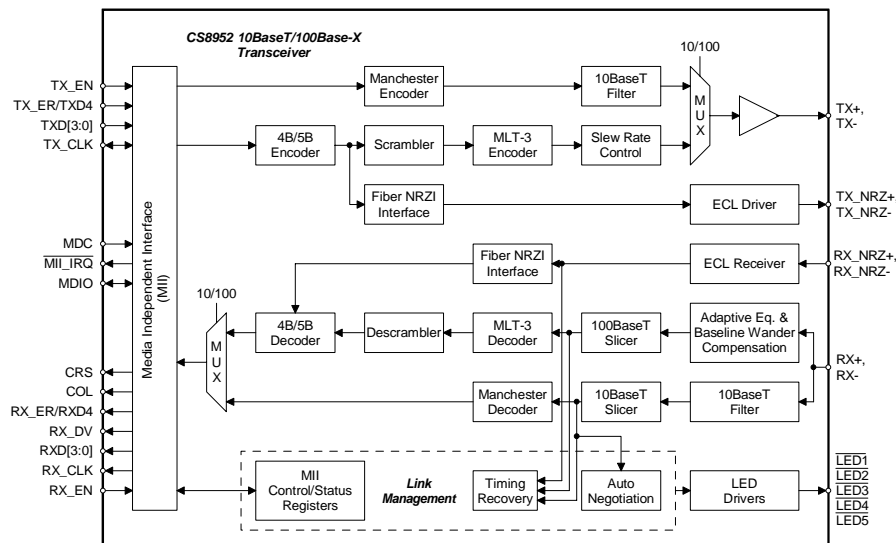 CS8952 10BaseT/100Base-X
Transceiver
10/100
TX_EN
TX_ER/TXD4
TXD[3:0]
TX_CLK
Manchester
Encoder
10BaseT
Filter
MUX
TX+,
TX-
4B/5B
Encoder
Scrambler
MLT-3
Encoder
Slew Rate
Control
Fiber NRZI
Interface
ECL Driver
TX_NRZ+,
TX_NRZ-
Media Independent Interface
(MII)
MDC
MII_IRQ
MDIO
Fiber NRZI
Interface
ECL Receiver
RX_NRZ+,
RX_NRZ-
10/100
MUX
4B/5B
Decoder
Descrambler
MLT-3
Decoder
100BaseT
Slicer
Adaptive Eq. &
Baseline Wander
Compensation
RX+,
RX-
CRS
COL
RX_ER/RXD4
RX_DV
RXD[3:0]
RX_CLK
RX_EN
Manchester
Decoder
10BaseT
Slicer
10BaseT
Filter
MII
Control/Status
Registers
Link
Management
Timing
Recovery
Auto
Negotiation
LED
Drivers
LED1
LED2
LED3
LED4
LED5